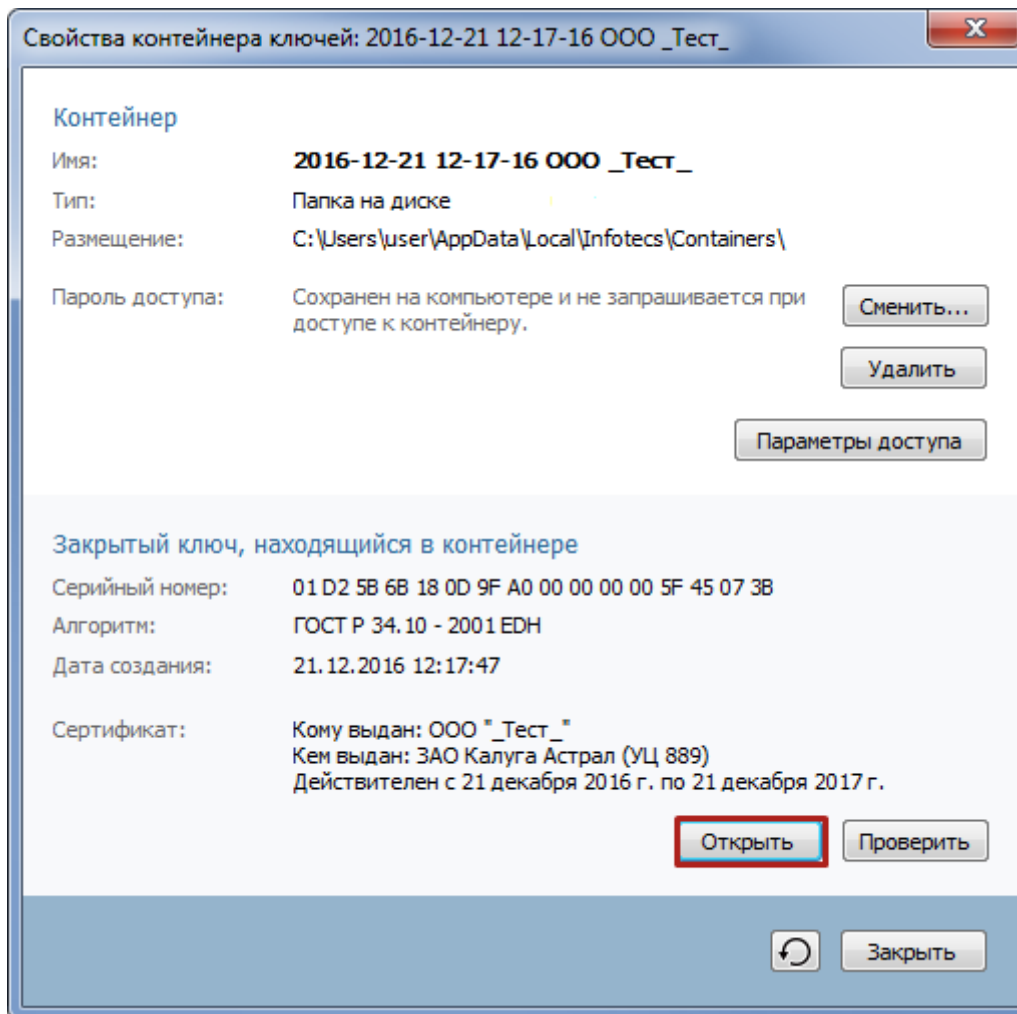 Свойства контейнера ключей: 2016-12-21 12-17-16 ООО _Тест_
Контейнер
Имя: 2016-12-21 12-17-16 ООО _Тест_
Тип: Папка на диске
Размещение: C:\Users\user\AppData\Local\Infotecs\Containers\
Пароль доступа: Сохранен на компьютере и не запрашивается при
доступе к контейнеру.
Сменить...
Удалить
Параметры доступа
Закрытый ключ, находящийся в контейнере
Серийный номер: 01 D2 5B 6B 18 0D 9F A0 00 00 00 00 5F 45 07 3B
Алгоритм: ГОСТ Р 34.10 - 2001 EDH
Дата создания: 21.12.2016 12:17:47
Сертификат: Кому выдан: ООО "_Тест_"
Кем выдан: ЗАО Калуга Астрал (УЦ 889)
Действителен с 21 декабря 2016 г. по 21 декабря 2017 г.
Открыть Проверить
Закрыть